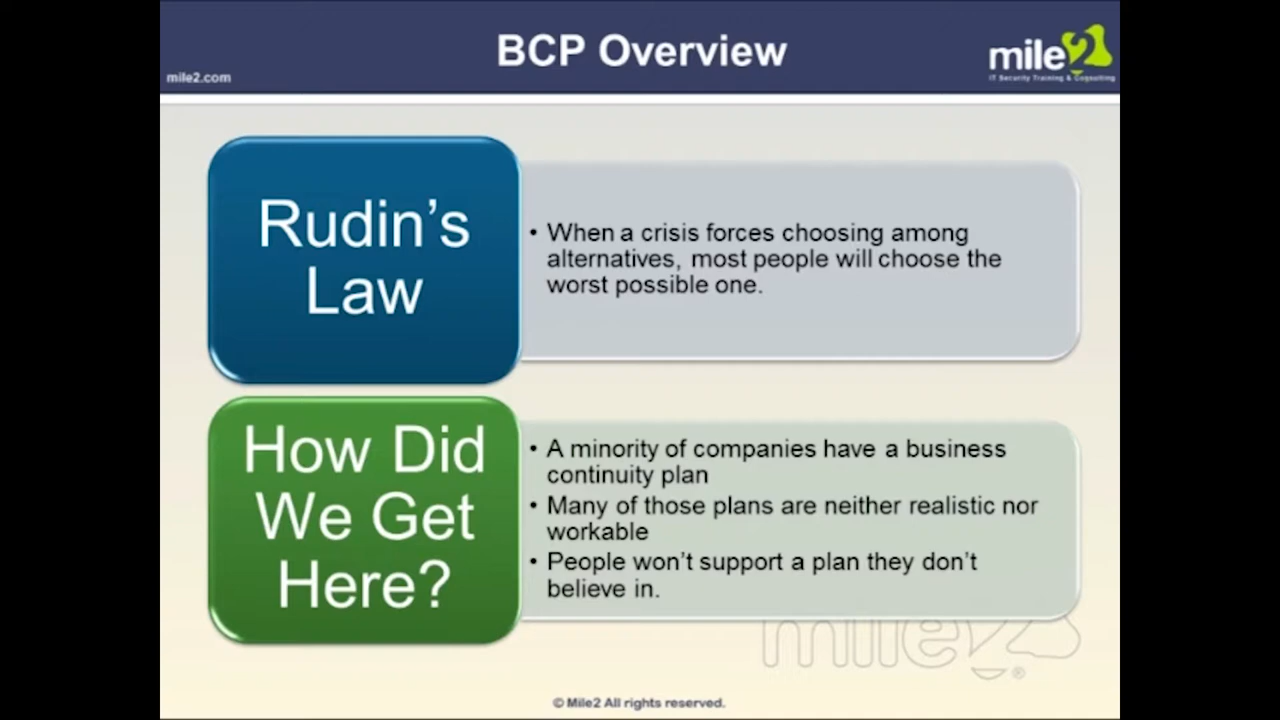 BCP Overview
mile2.com
mile2
IT Security Training & Consulting
Rudin's
Law
• When a crisis forces choosing among
alternatives, most people will choose the
worst possible one.
How Did
We Get
Here?
• A minority of companies have a business
continuity plan
• Many of those plans are neither realistic nor
workable
• People won't support a plan they don't
believe in.
mile2®
© Mile2 All rights reserved.